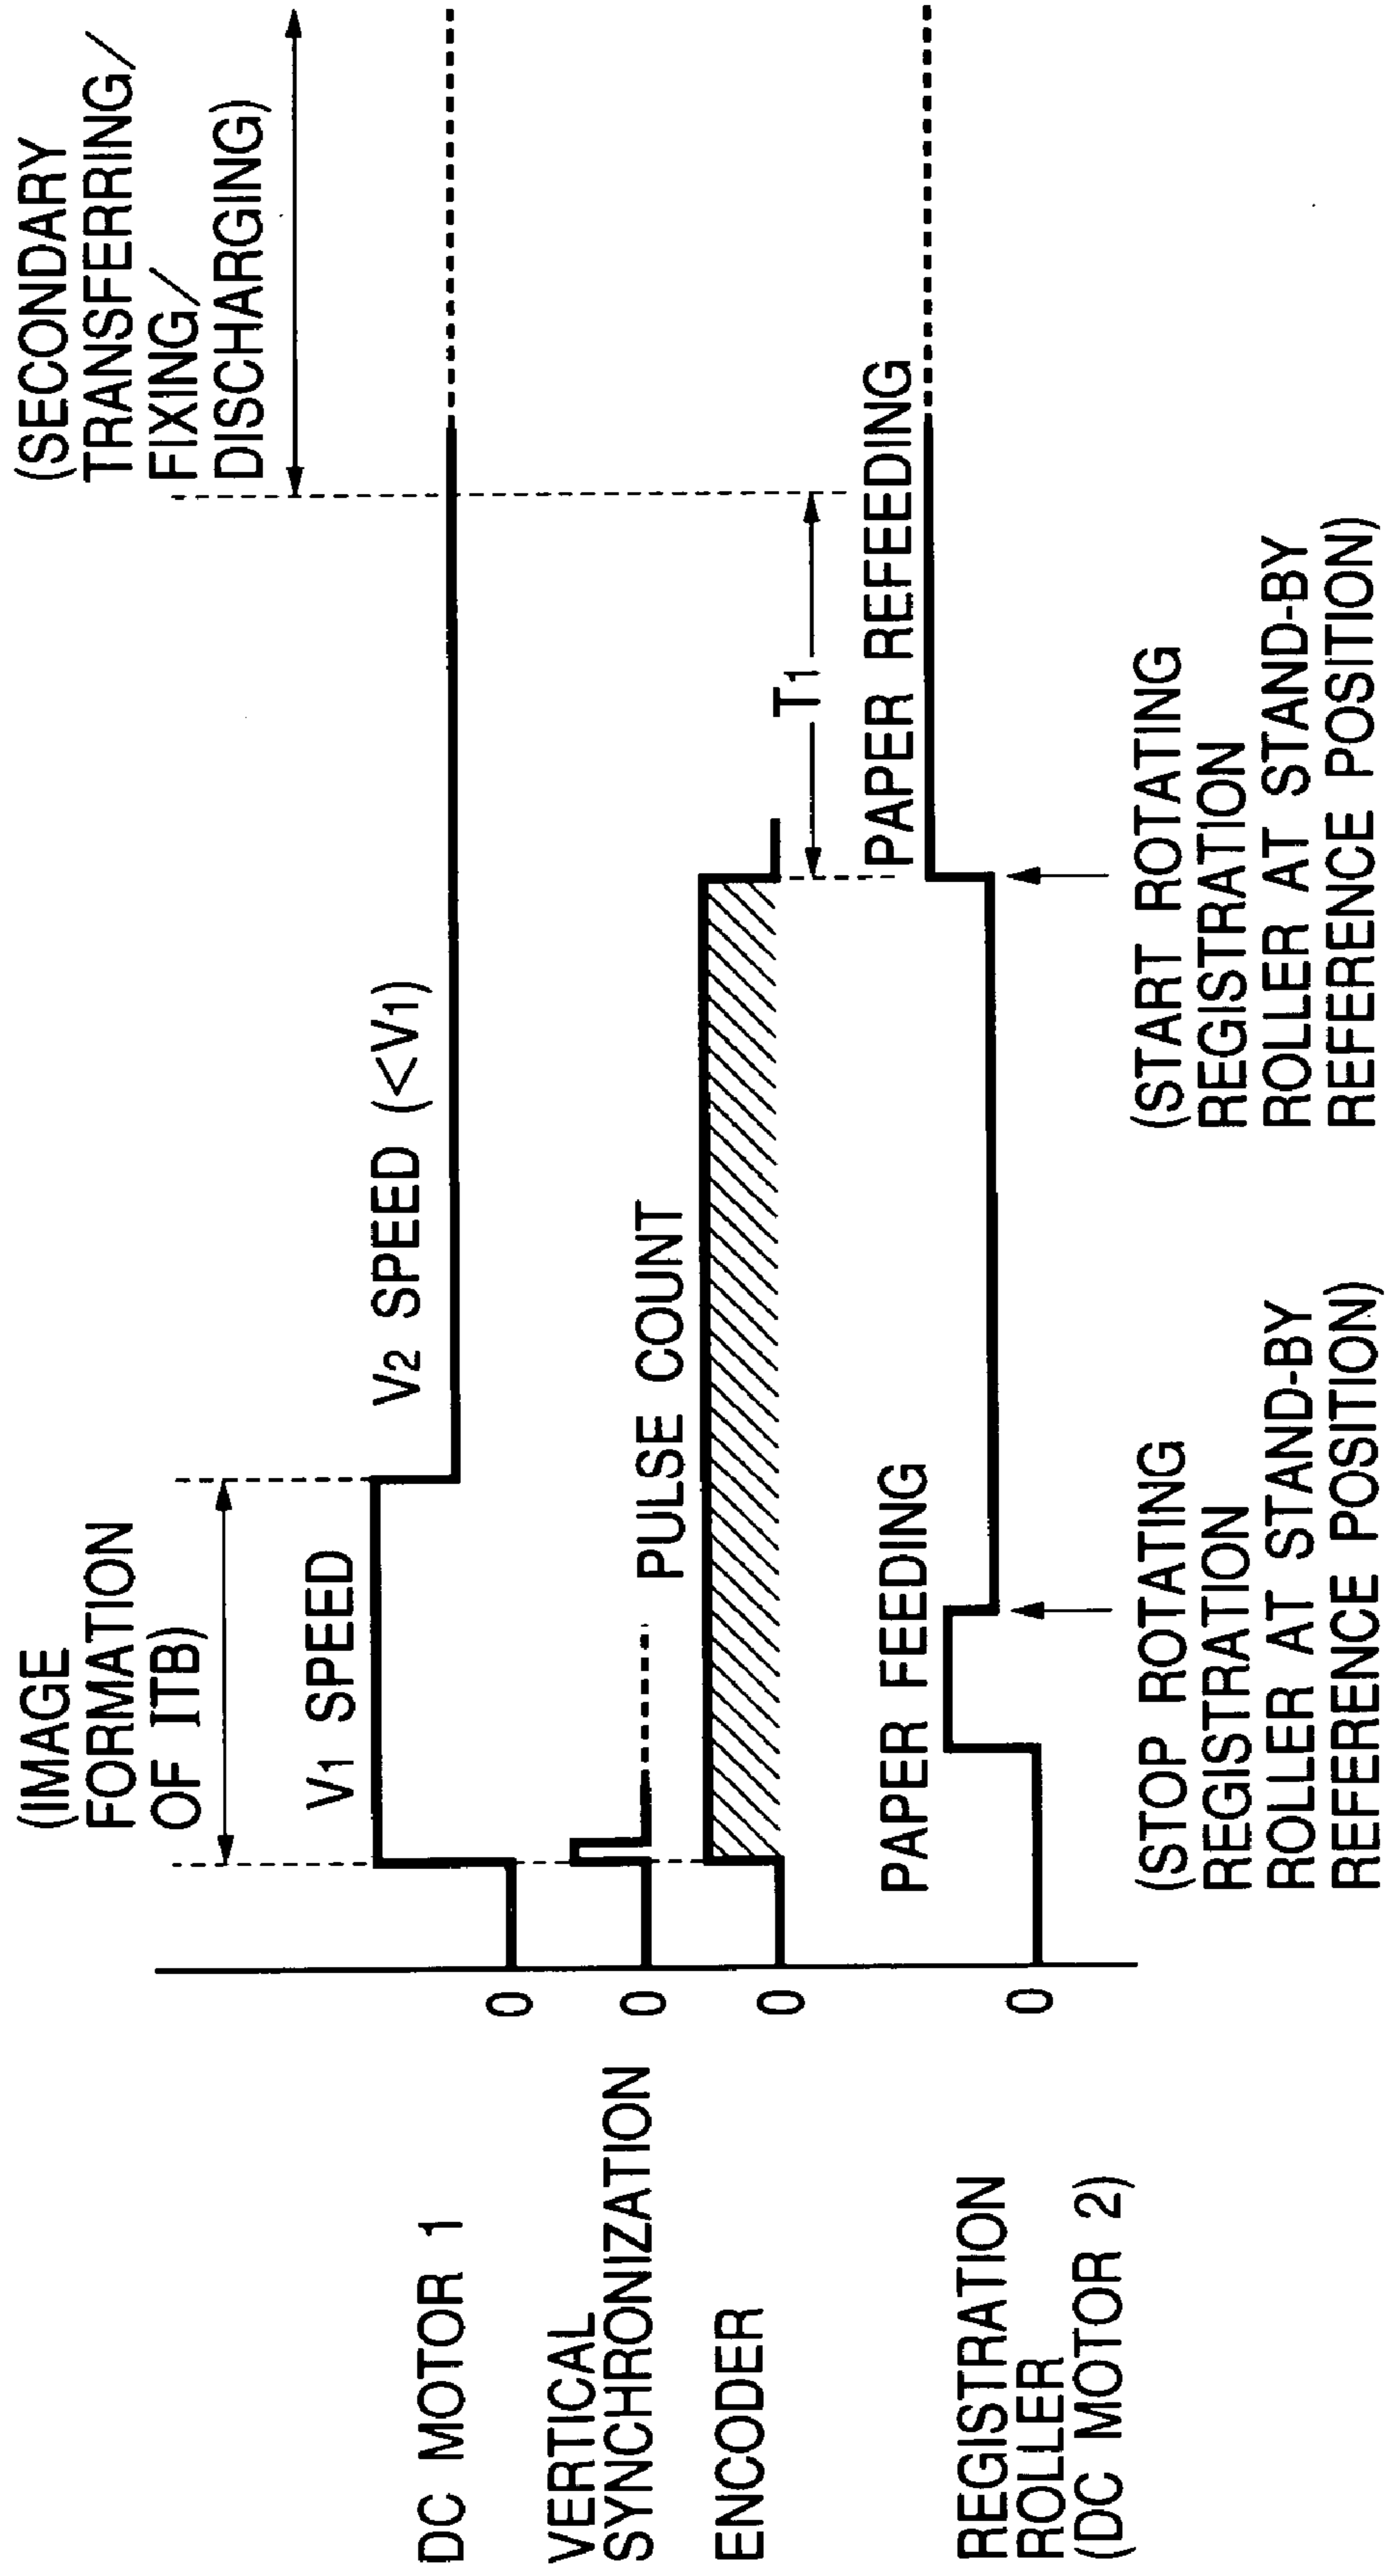 (IMAGE
FORMATION
OF ITB)
(SECONDARY
TRANSFERRING/
FIXING/
DISCHARGING)
DC MOTOR 1
0
V1 SPEED
V2 SPEED (<V1)
VERTICAL
SYNCHRONIZATION
0
PULSE COUNT
ENCODER
0
T1
REGISTRATION
ROLLER
(DC MOTOR 2)
0
PAPER FEEDING
PAPER REFEEDING
(STOP ROTATING
REGISTRATION
ROLLER AT STAND-BY
REFERENCE POSITION)
(START ROTATING
REGISTRATION
ROLLER AT STAND-BY
REFERENCE POSITION)